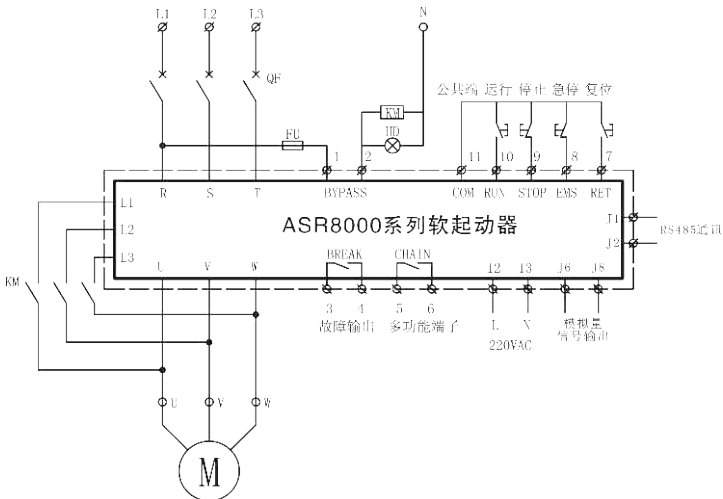 L1 L2 L3 N
QF
公共端 运行 停止 急停 复位
KM
FU HD
1 2 11 10 9 8 7
R S T BYPASS COM RUN STOP EMS RET
L1
ASR8000系列软起动器
J1
L2
RS485通讯
J2
L3
U V W BREAK CHAIN 12 13 J6 J8
KM
3 4 5 6
故障输出 多功能端子 L N 模拟量
信号输出
220VAC
U V W
M